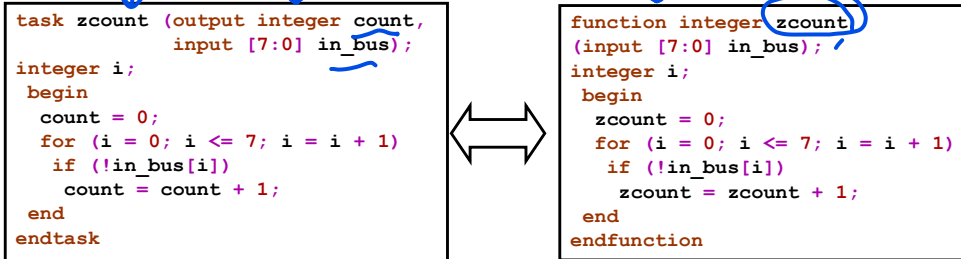 task zcount (output integer count,
input [7:0] in_bus);
integer i;
begin
count = 0;
for (i = 0; i <= 7; i = i + 1)
if (!in_bus[i])
count = count + 1;
end
endtask
function integer zcount
(input [7:0] in_bus);
integer i;
begin
zcount = 0;
for (i = 0; i <= 7; i = i + 1)
if (!in_bus[i])
zcount = zcount + 1;
end
endfunction